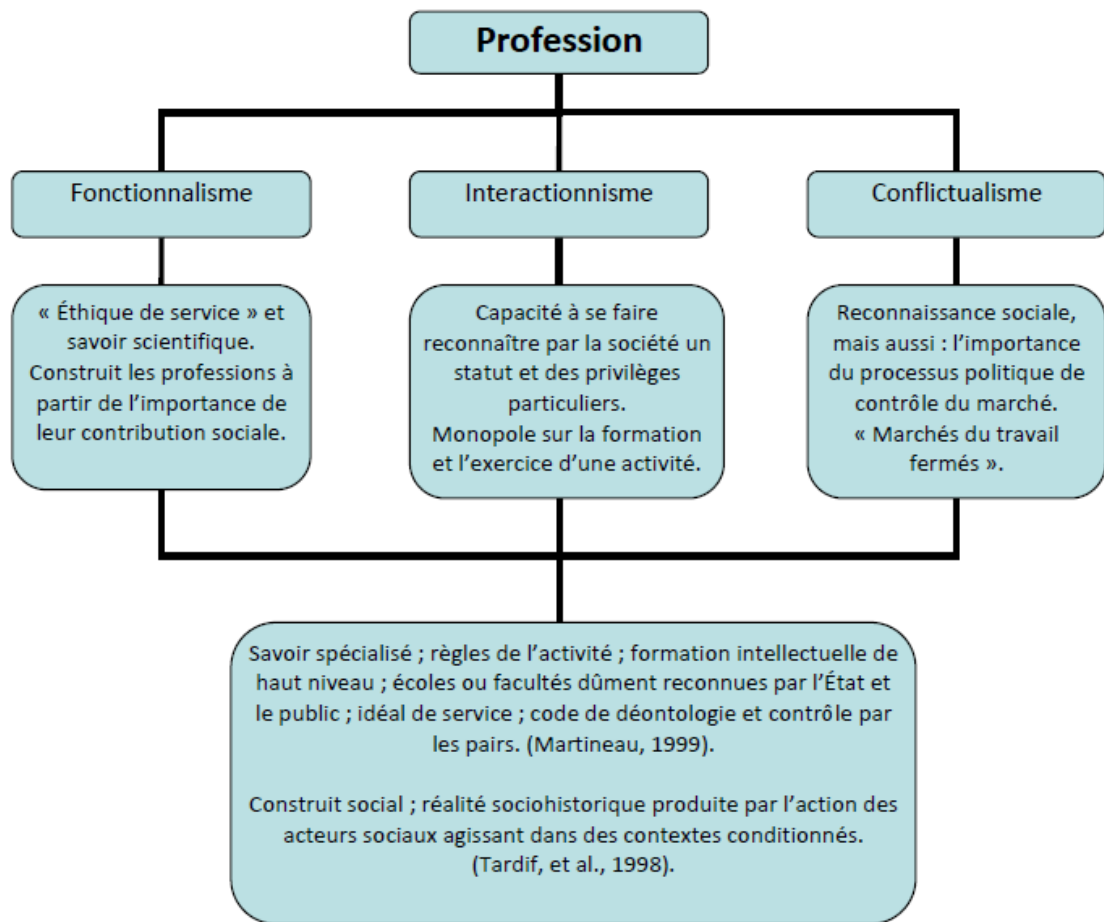 Profession
Fonctionnalisme
Interactionnisme
Conflictualisme
« Éthique de service » et
savoir scientifique.
Construit les professions à
partir de l’importance de
leur contribution sociale.
Capacité à se faire
reconnaître par la société un
statut et des privilèges
particuliers.
Monopole sur la formation
et l’exercice d’une activité.
Reconnaissance sociale,
mais aussi : l’importance
du processus politique de
contrôle du marché.
« Marchés du travail
fermés ».
Savoir spécialisé ; règles de l’activité ; formation intellectuelle de
haut niveau ; écoles ou facultés dûment reconnues par l’État et
le public ; idéal de service ; code de déontologie et contrôle par
les pairs. (Martineau, 1999).
Construit social ; réalité sociohistorique produite par l’action des
acteurs sociaux agissant dans des contextes conditionnés.
(Tardif, et al., 1998).